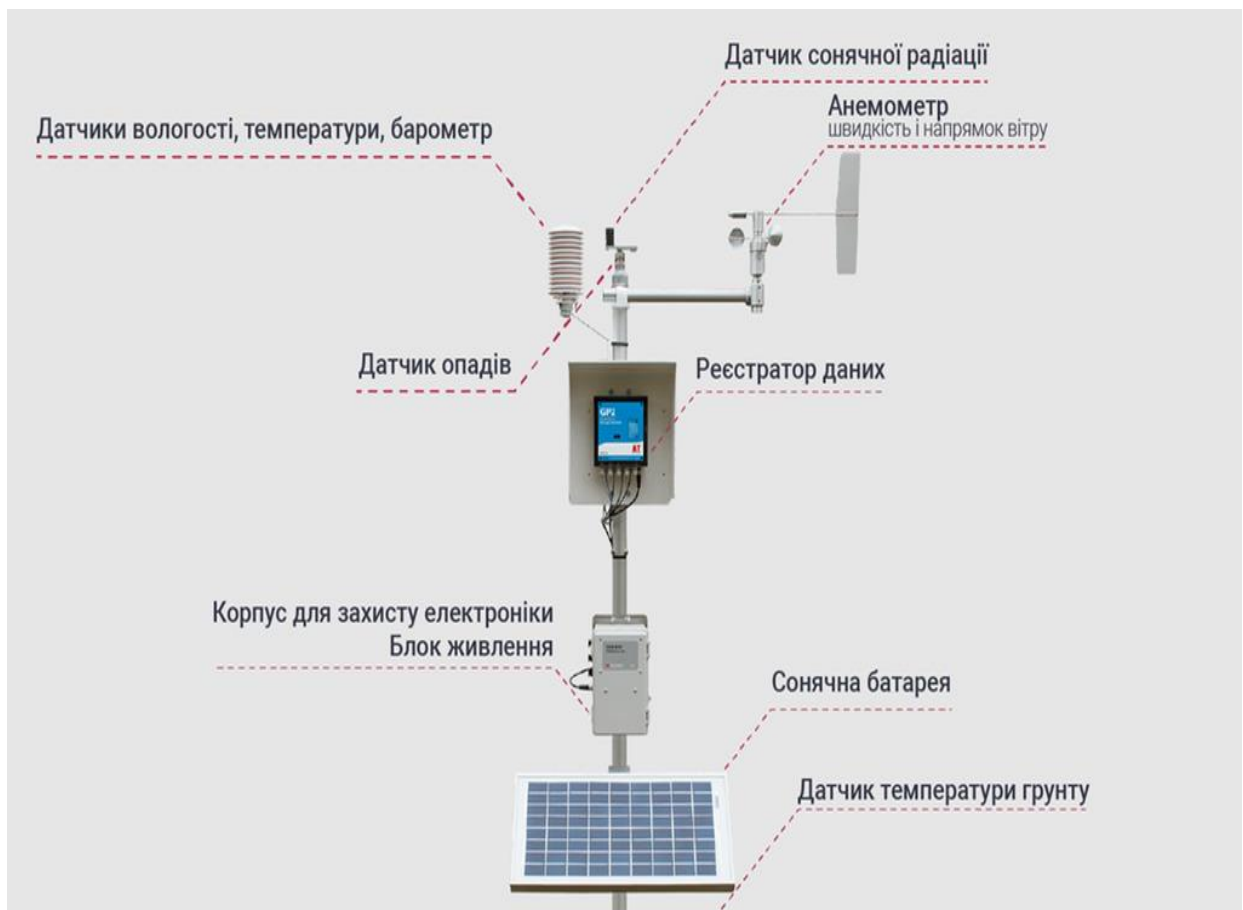 Датчик сонячної радіації
Анемометр
швидкість і напрямок вітру
Датчики вологості, температури, барометр
Датчик опадів
Реєстратор даних
GP2
Корпус для захисту електроніки
Блок живлення
Сонячна батарея
Датчик температури грунту